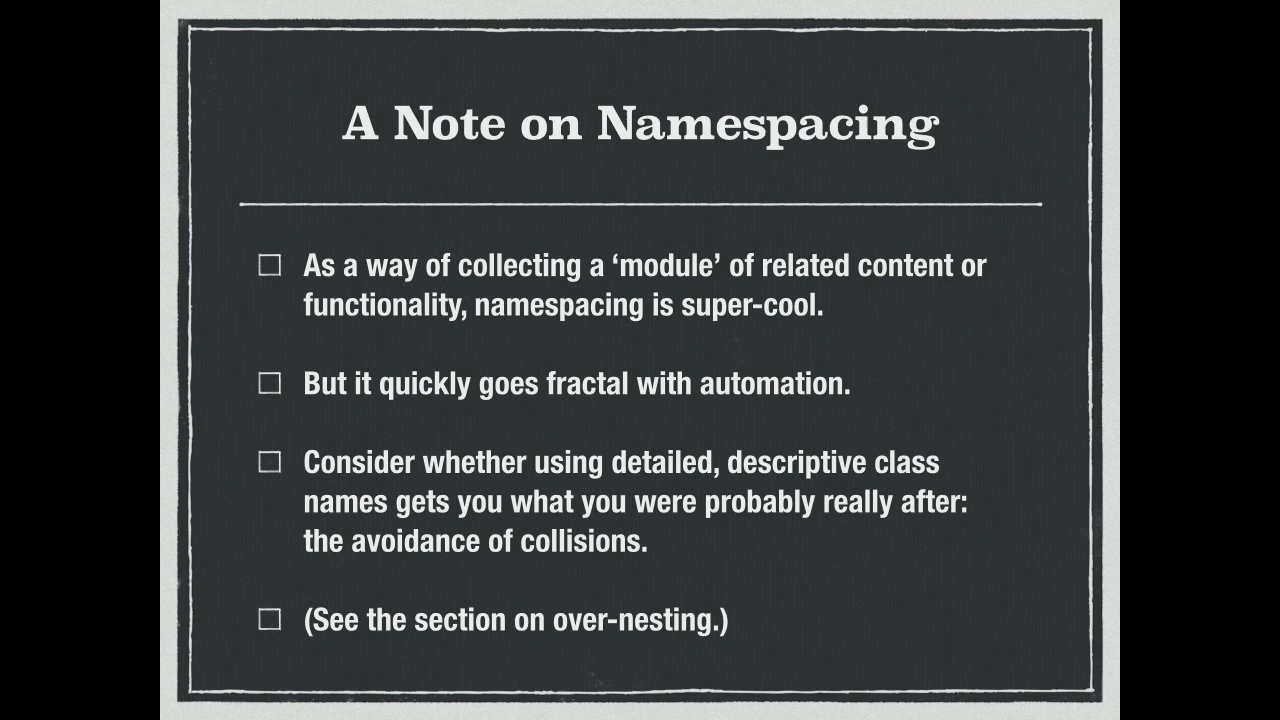 A Note on Namespacing
As a way of collecting a ‘module’ of related content or
functionality, namespacing is super-cool.
But it quickly goes fractal with automation.
Consider whether using detailed, descriptive class
names gets you what you were probably really after:
the avoidance of collisions.
(See the section on over-nesting.)